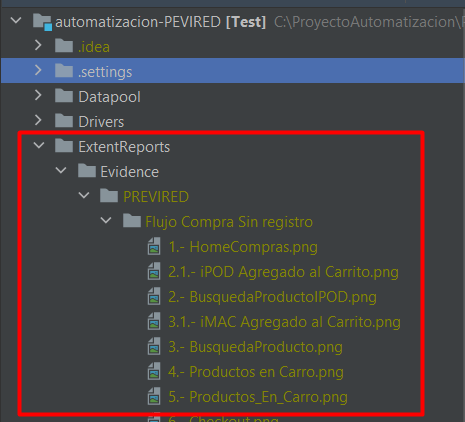 automatizacion-PEVIRED [Test] C:\ProyectoAutomatizacion\
.idea
.settings
Datapool
Drivers
ExtentReports
Evidence
PREVIRED
Flujo Compra Sin registro
1.- HomeCompras.png
2.1.- iPOD Agregado al Carrito.png
2.- BusquedaProductoIPOD.png
3.1.- iMAC Agregado al Carrito.png
3.- BusquedaProducto.png
4.- Productos en Carro.png
5.- Productos_En_Carro.png
6.- Checkout.png